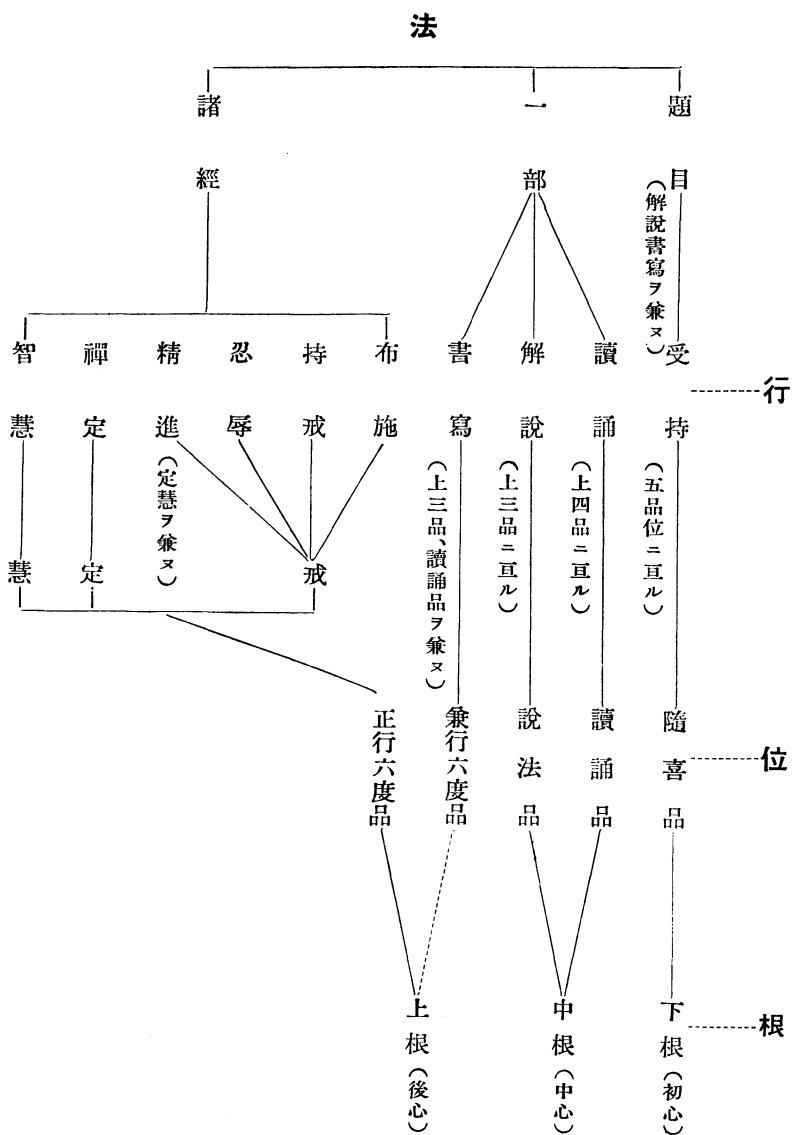 法
題目
一部
諸經
(解說書寫ヲ兼ヌ)
行
受持
讀誦
解說
書寫
布施
持戒
忍辱
精進
禪定
智慧
(五品位ニ亘ル)
(上四品ニ亘ル)
(上三品ニ亘ル)
(上三品、讀誦品ヲ兼ヌ)
(定慧ヲ兼ヌ)
戒
定
慧
位
隨喜品
讀誦品
說法品
兼行六度品
正行六度品
根
下根(初心)
中根(中心)
上根(後心)